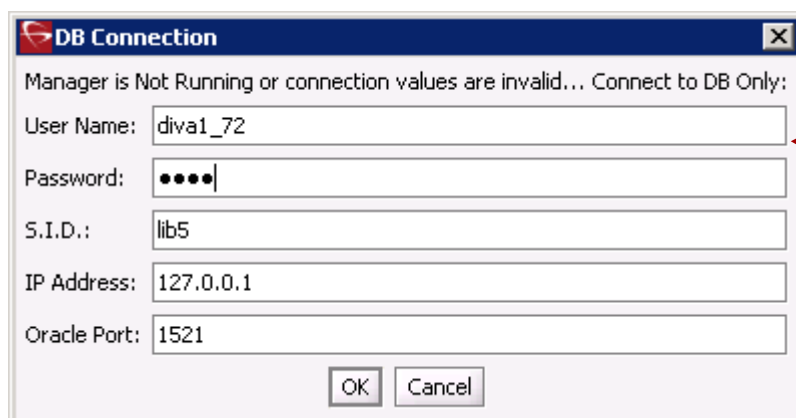 DB Connection
Manager is Not Running or connection values are invalid... Connect to DB Only:
User Name: diva1_72
Password: ●●●●
S.I.D.: lib5
IP Address: 127.0.0.1
Oracle Port: 1521
OK Cancel